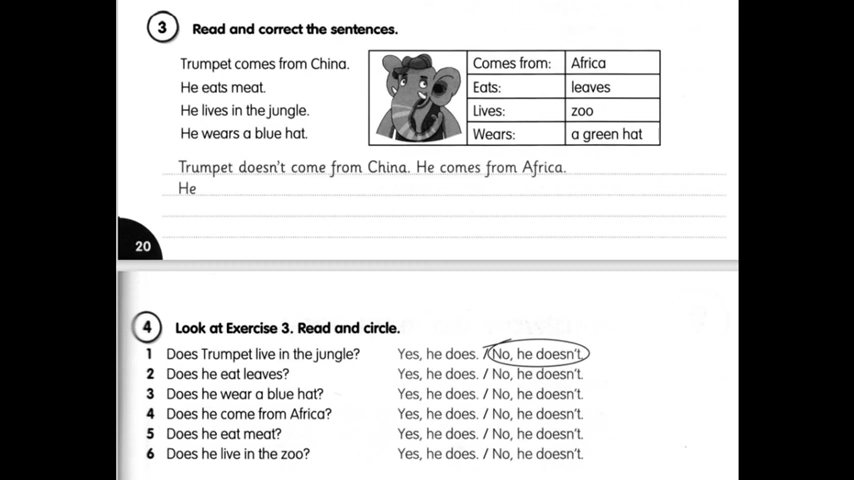 3 Read and correct the sentences.
Trumpet comes from China.
He eats meat.
He lives in the jungle.
He wears a blue hat.
Comes from: Africa
Eats: leaves
Lives: zoo
Wears: a green hat
Trumpet doesn't come from China. He comes from Africa.
He
20
4 Look at Exercise 3. Read and circle.
1 Does Trumpet live in the jungle? Yes, he does. / No, he doesn't.
2 Does he eat leaves? Yes, he does. / No, he doesn't.
3 Does he wear a blue hat? Yes, he does. / No, he doesn't.
4 Does he come from Africa? Yes, he does. / No, he doesn't.
5 Does he eat meat? Yes, he does. / No, he doesn't.
6 Does he live in the zoo? Yes, he does. / No, he doesn't.